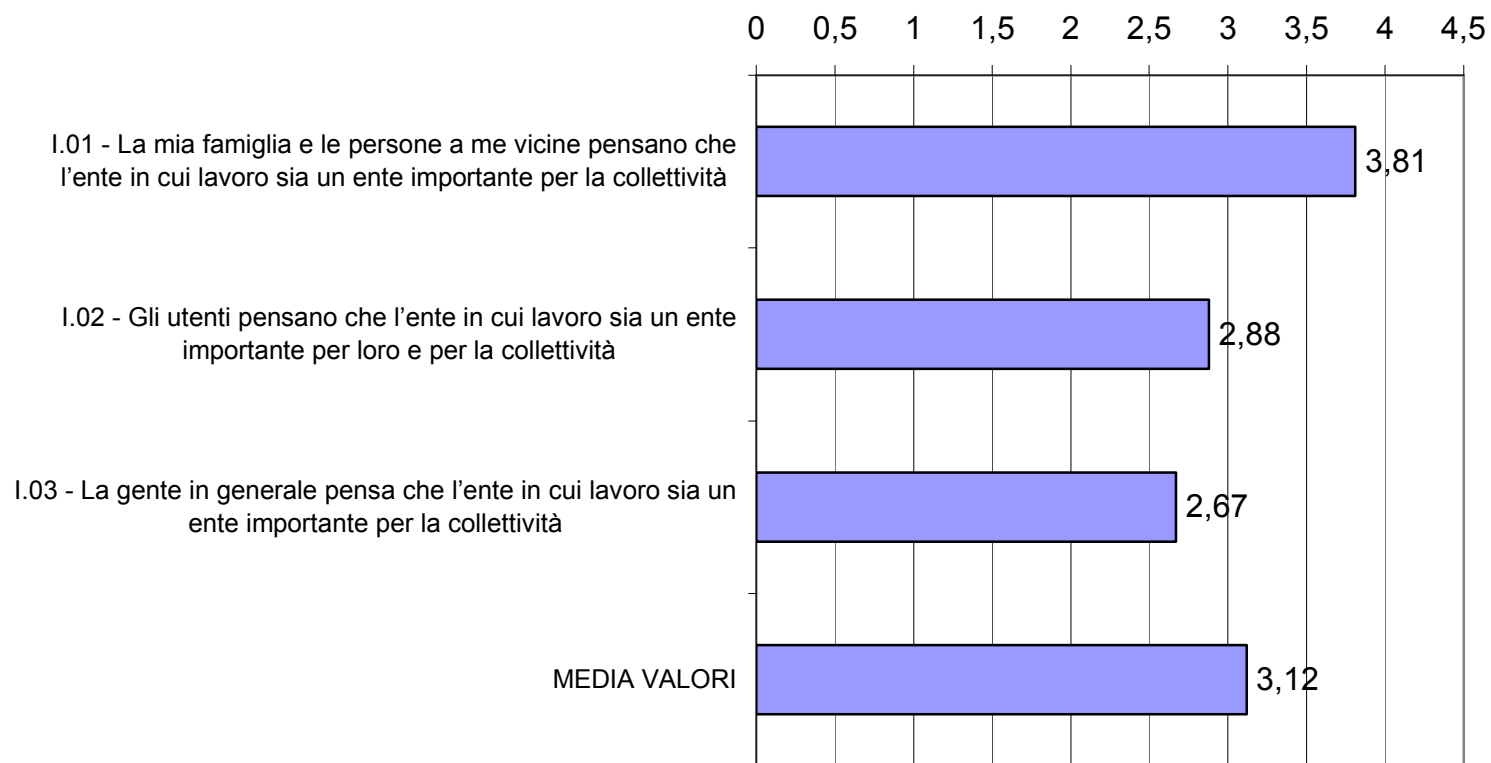 0 0,5 1 1,5 2 2,5 3 3,5 4 4,5
I.01 - La mia famiglia e le persone a me vicine pensano che
l’ente in cui lavoro sia un ente importante per la collettività
3,81
I.02 - Gli utenti pensano che l’ente in cui lavoro sia un ente
importante per loro e per la collettività
2,88
I.03 - La gente in generale pensa che l’ente in cui lavoro sia un
ente importante per la collettività
2,67
MEDIA VALORI
3,12